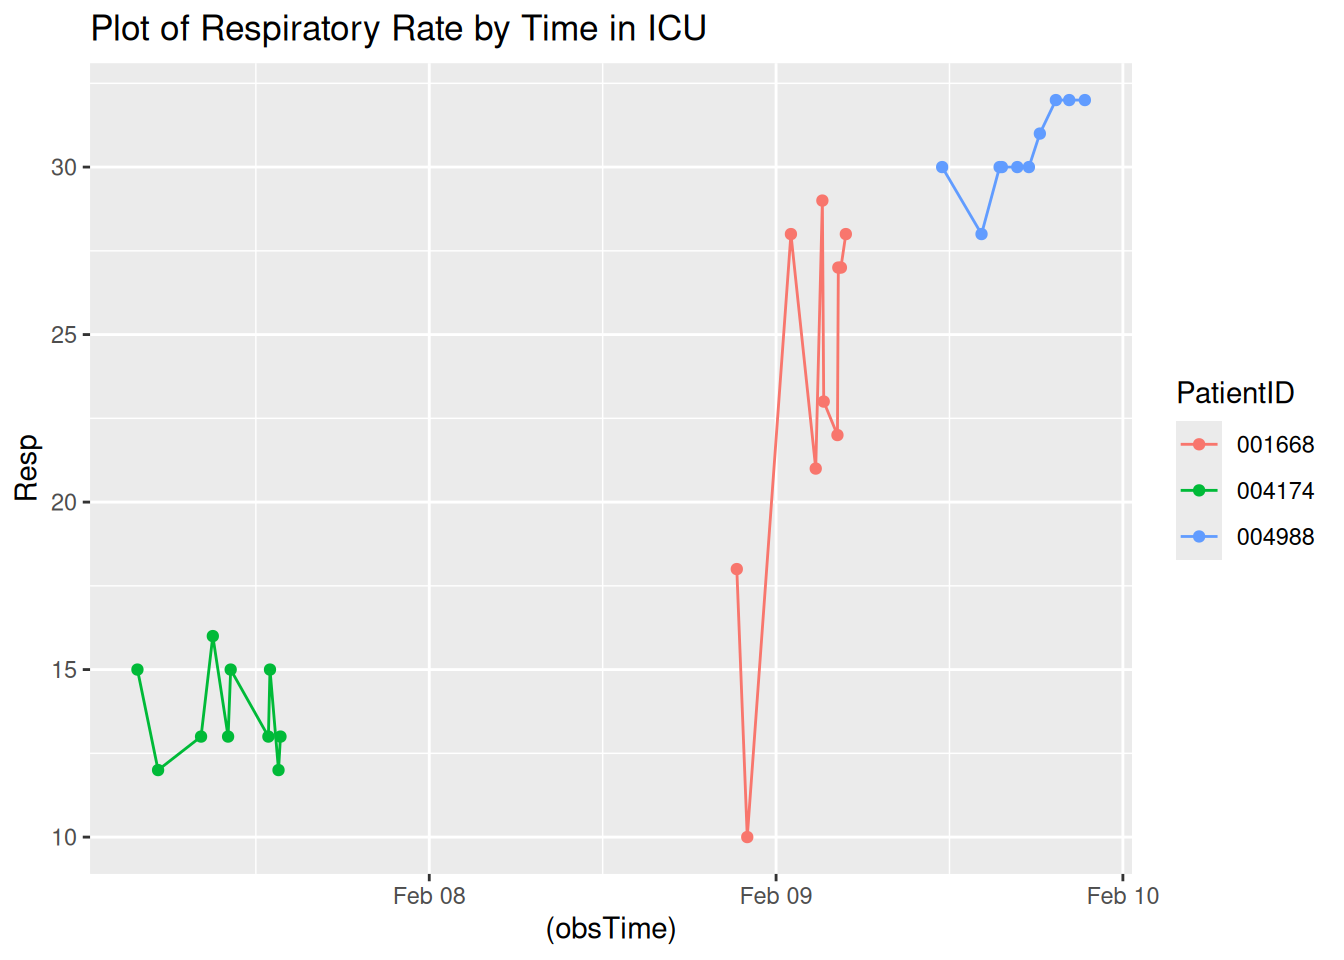 Plot of Respiratory Rate by Time in ICU
Resp
30
25
20
15
10
Feb 08
Feb 09
Feb 10
(obsTime)
PatientID
001668
004174
004988